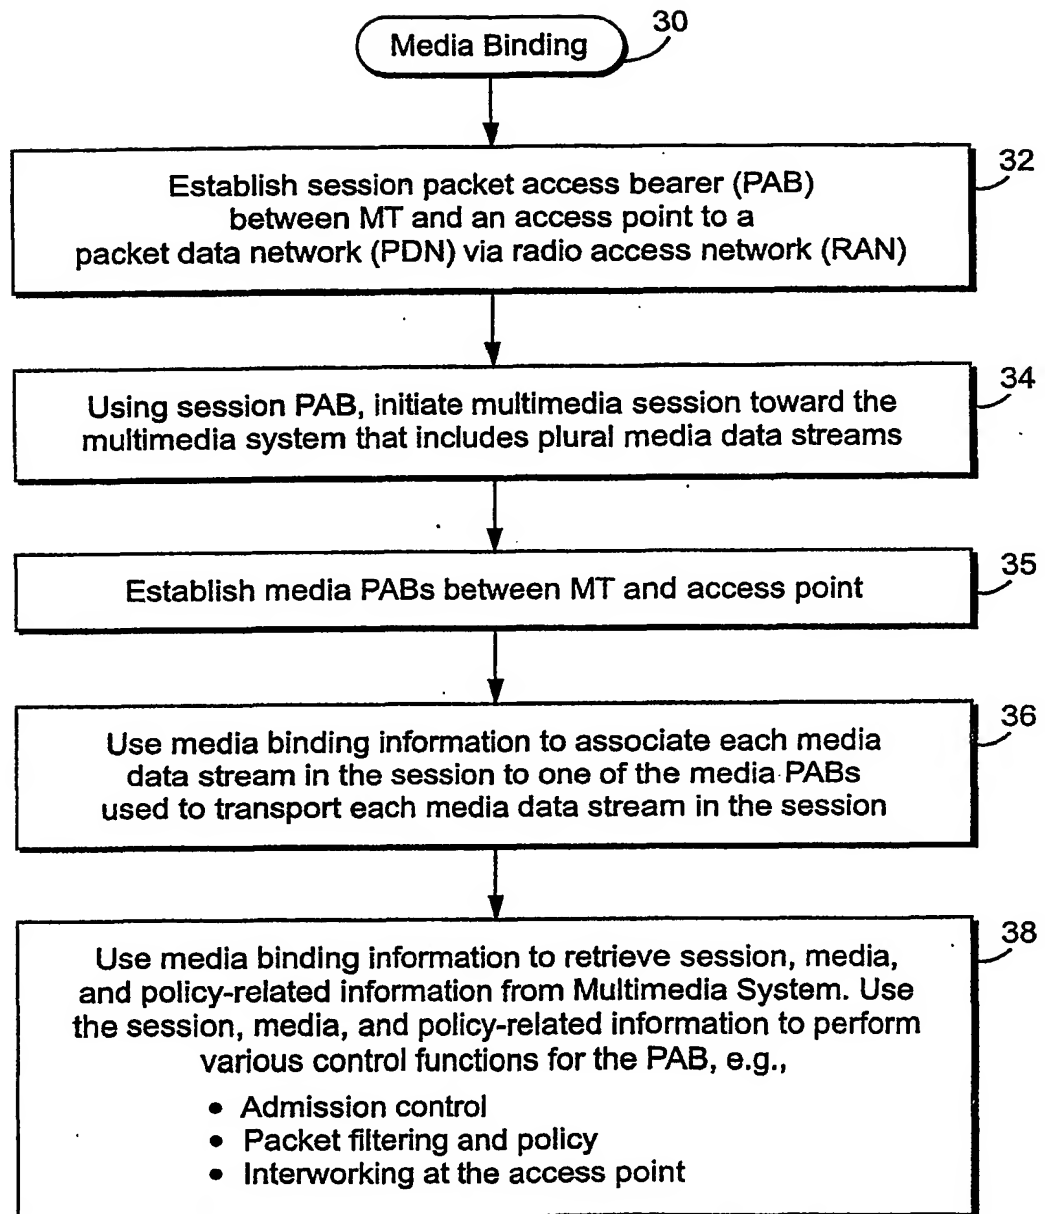 Media Binding
30
Establish session packet access bearer (PAB)
between MT and an access point to a
packet data network (PDN) via radio access network (RAN)
32
Using session PAB, initiate multimedia session toward the
multimedia system that includes plural media data streams
34
Establish media PABs between MT and access point
35
Use media binding information to associate each media
data stream in the session to one of the media PABs
used to transport each media data stream in the session
36
Use media binding information to retrieve session, media,
and policy-related information from Multimedia System. Use
the session, media, and policy-related information to perform
various control functions for the PAB, e.g.,
• Admission control
• Packet filtering and policy
• Interworking at the access point
38